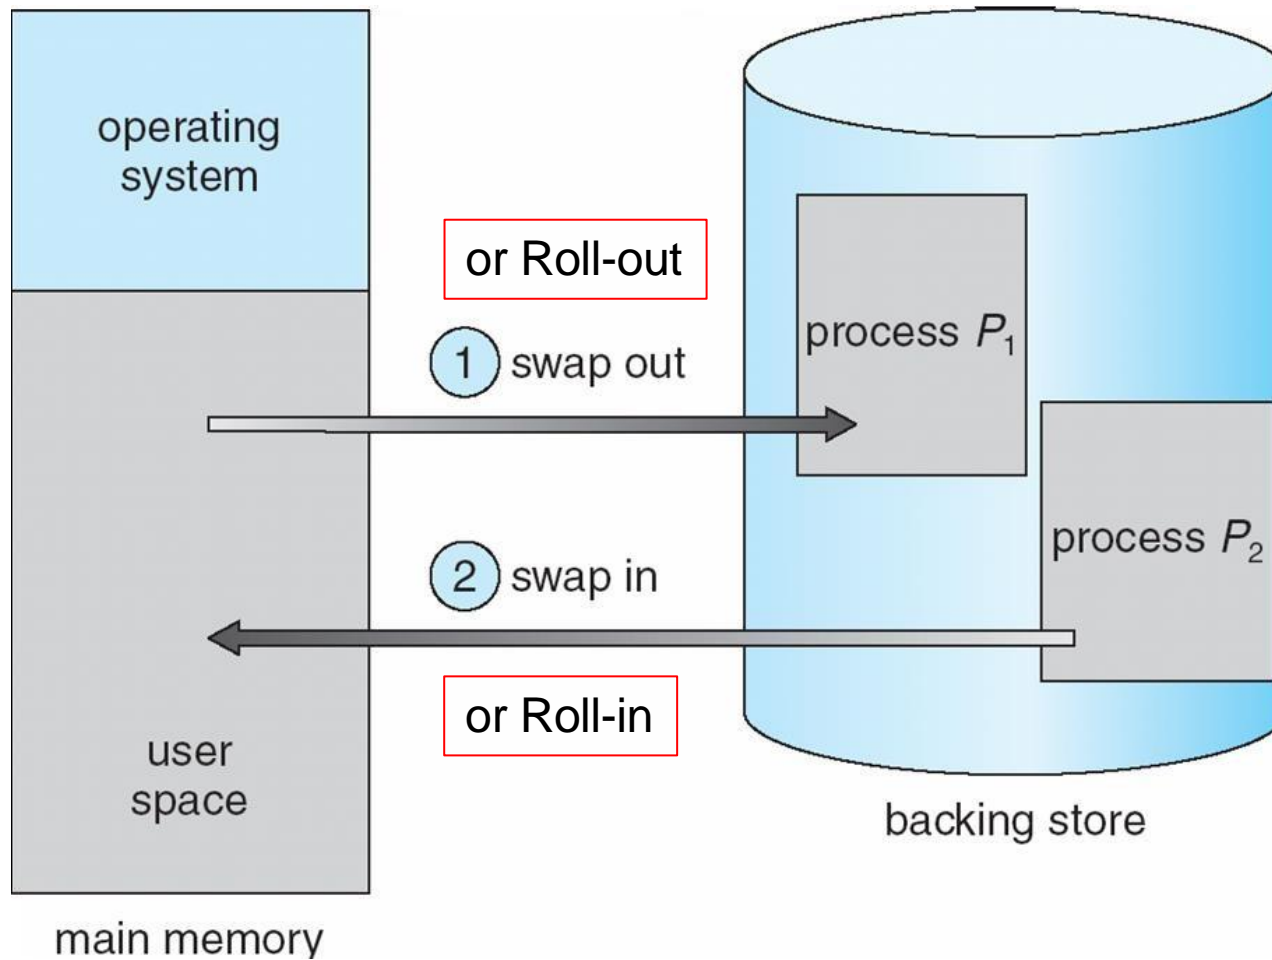 operating
system
or Roll-out
1 swap out
process P1
process P2
2 swap in
or Roll-in
user
space
backing store
main memory